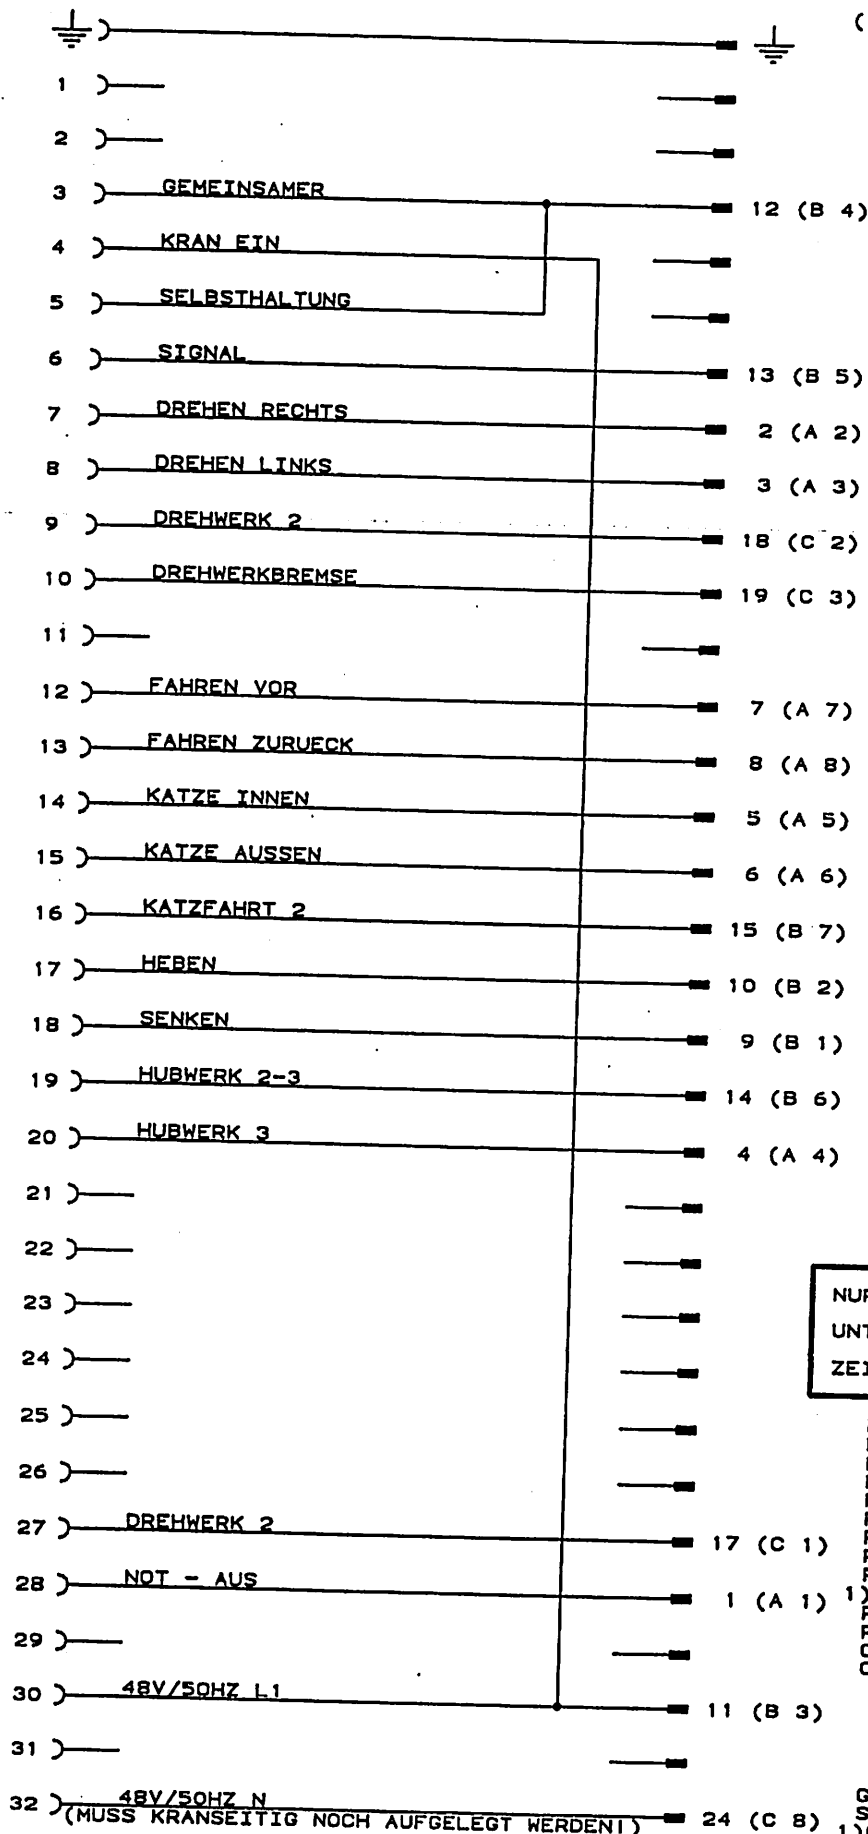 (
1
2
3 GEMEINSAMER 12 (B 4)
4 KRAN EIN
5 SELBSTHALTUNG
6 SIGNAL 13 (B 5)
7 DREHEN RECHTS 2 (A 2)
8 DREHEN LINKS 3 (A 3)
9 DREHWERK 2 18 (C 2)
10 DREHWERKBREMSE 19 (C 3)
11
12 FAHREN VOR 7 (A 7)
13 FAHREN ZURUECK 8 (A 8)
14 KATZE INNEN 5 (A 5)
15 KATZE AUSSEN 6 (A 6)
16 KATZFAHRT 2 15 (B 7)
17 HEBEN 10 (B 2)
18 SENKEN 9 (B 1)
19 HUBWERK 2-3 14 (B 6)
20 HUBWERK 3 4 (A 4)
21
22
23
NUR
UNT
ZEI
24
25
26
27 DREHWERK 2 17 (C 1)
28 NOT - AUS 1 (A 1) 1)
29
30 48V/50HZ L1 11 (B 3)
31
32 48V/50HZ N 24 (C 8) 1)
(MUSS KRANSEITIG NOCH AUFGELEGT WERDEN!)